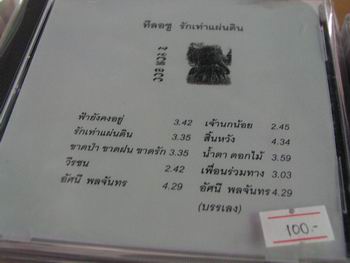 ทีลอซู รักเท่าแผ่นดิน
ฟ้ายังคงอยู่ 3.42
รักเท่าแผ่นดิน 3.35
ขาดป่า ขาดฝน ขาดรัก 3.35
วีรชน 2.42
อัศนี พลจันทร 4.29
เจ้านกน้อย 2.45
สิ้นหวัง 4.34
น้ำตา ดอกไม้ 3.59
เพื่อนร่วมทาง 3.03
อัศนี พลจันทร 4.29
(บรรเลง)
100.-